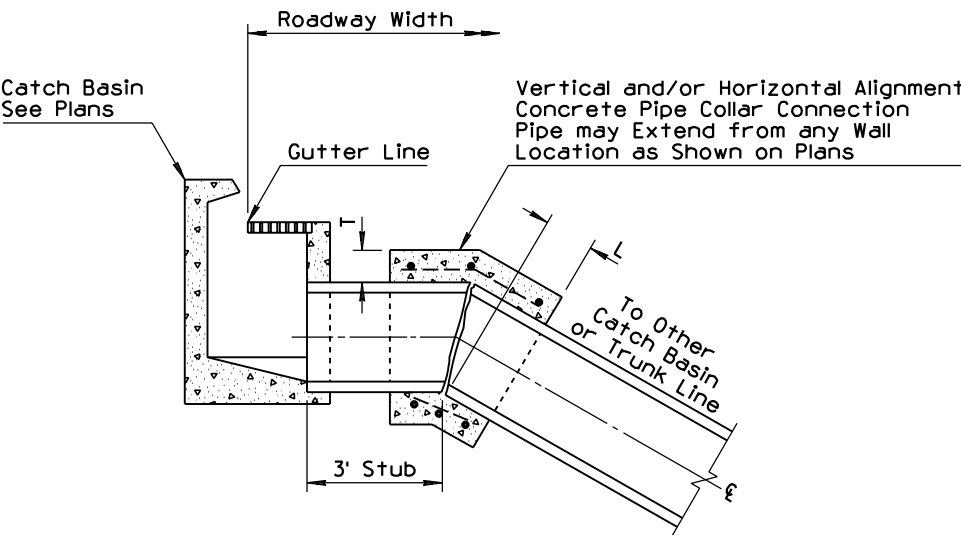 Roadway Width
Catch Basin
See Plans
Vertical and/or Horizontal Alignment
Concrete Pipe Collar Connection
Pipe may Extend from any Wall
Location as Shown on Plans
Gutter Line
T
L
To Other
Catch Basin
or Trunk Line
3' Stub
℄